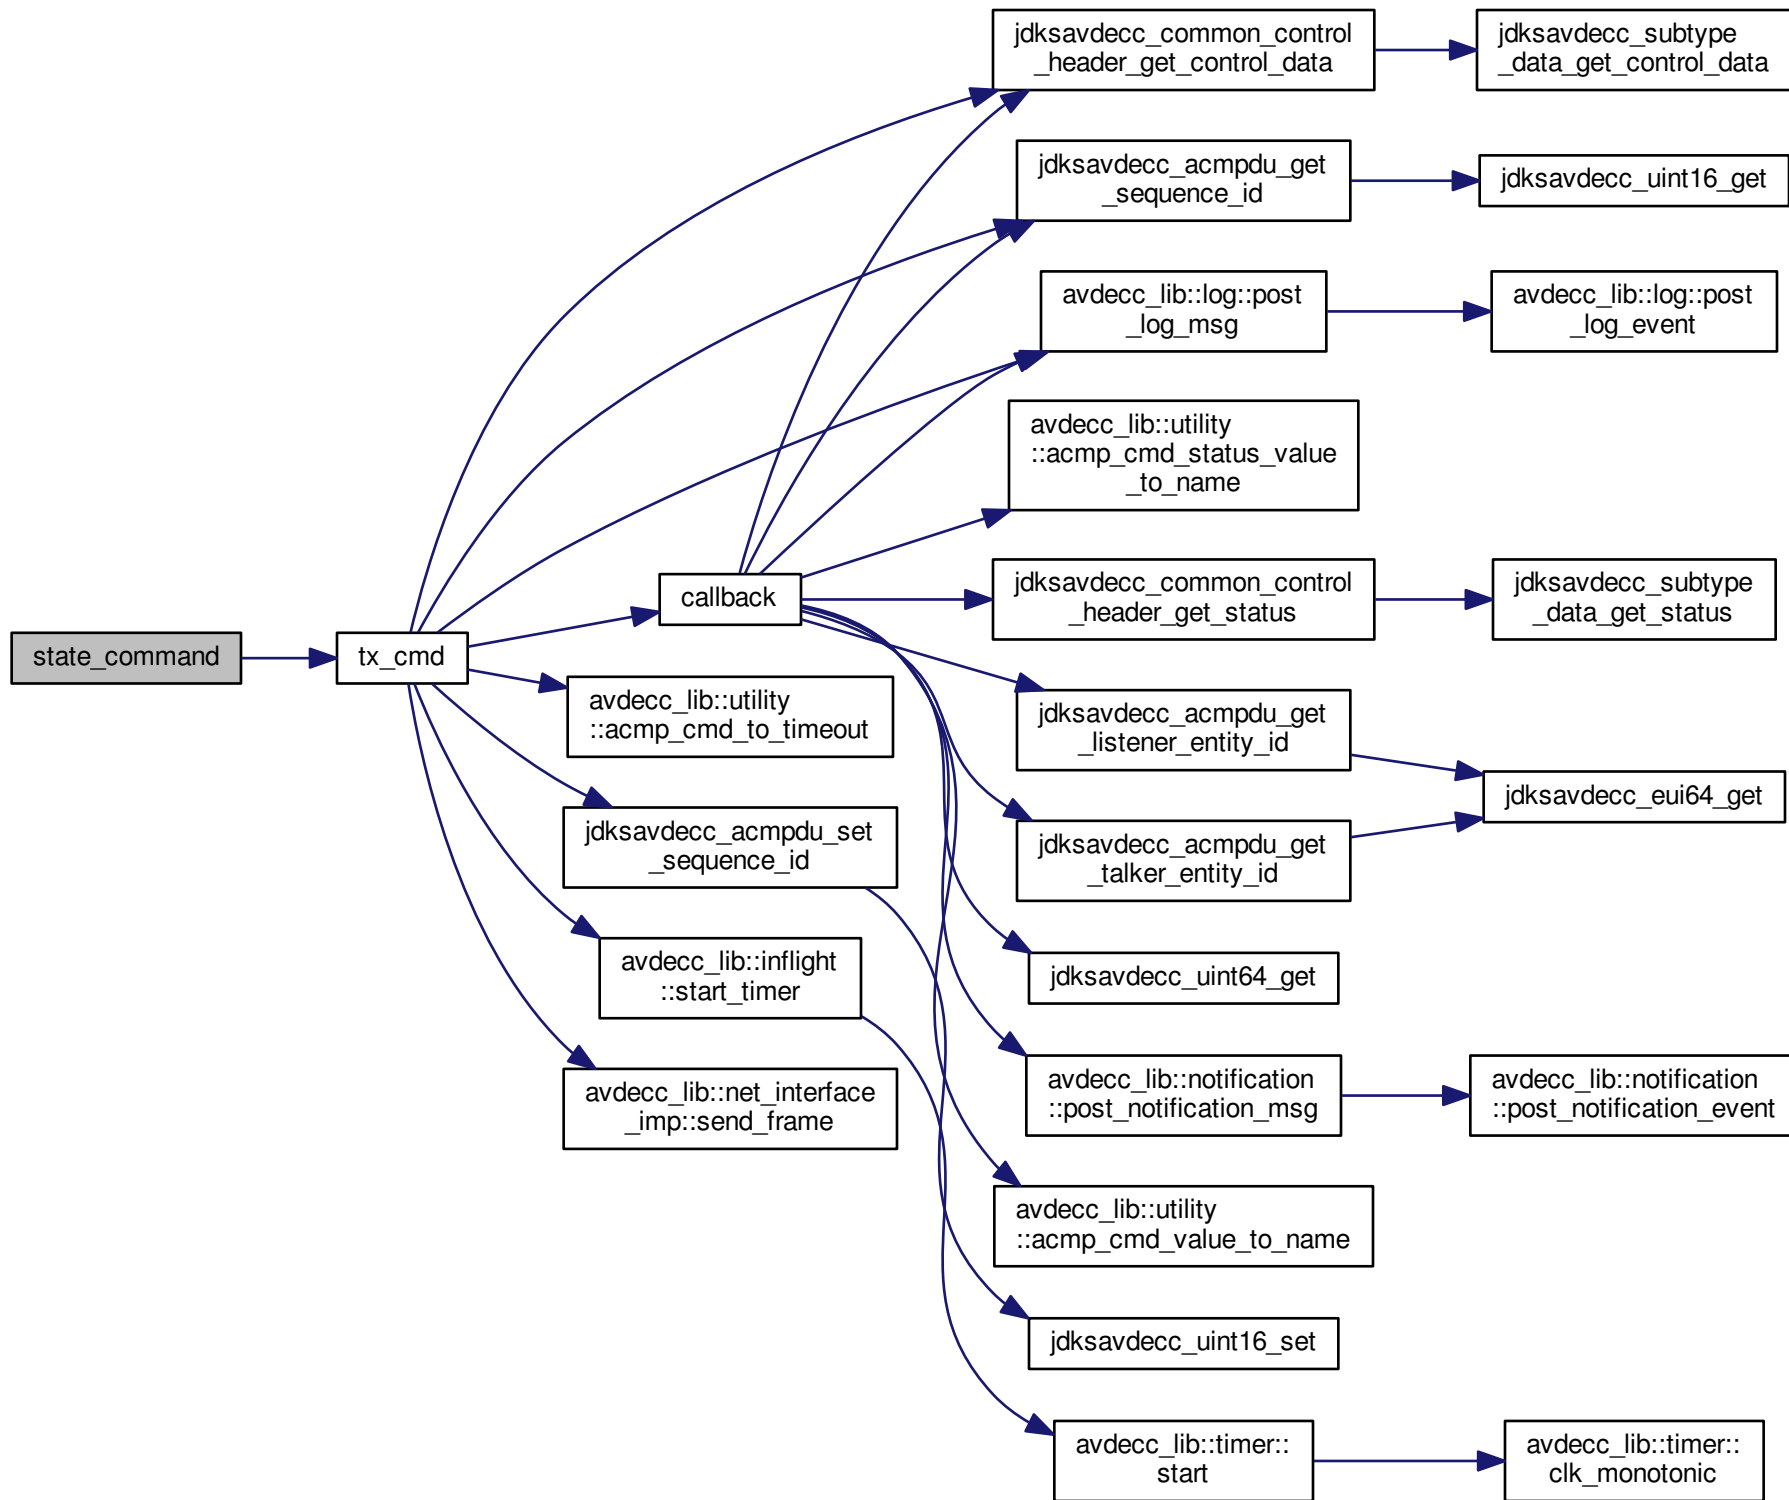 state_command
tx_cmd
callback
avdecc_lib::utility
::acmp_cmd_to_timeout
jdksavdecc_acmpdu_set
_sequence_id
avdecc_lib::inflight
::start_timer
avdecc_lib::net_interface
_imp::send_frame
jdksavdecc_common_control
_header_get_control_data
jdksavdecc_acmpdu_get
_sequence_id
avdecc_lib::log::post
_log_msg
avdecc_lib::utility
::acmp_cmd_status_value
_to_name
jdksavdecc_common_control
_header_get_status
jdksavdecc_acmpdu_get
_listener_entity_id
jdksavdecc_acmpdu_get
_talker_entity_id
jdksavdecc_uint64_get
avdecc_lib::notification
::post_notification_msg
avdecc_lib::utility
::acmp_cmd_value_to_name
jdksavdecc_uint16_set
avdecc_lib::timer::
start
jdksavdecc_subtype
_data_get_control_data
jdksavdecc_uint16_get
avdecc_lib::log::post
_log_event
jdksavdecc_subtype
_data_get_status
jdksavdecc_eui64_get
avdecc_lib::notification
::post_notification_event
avdecc_lib::timer::
clk_monotonic